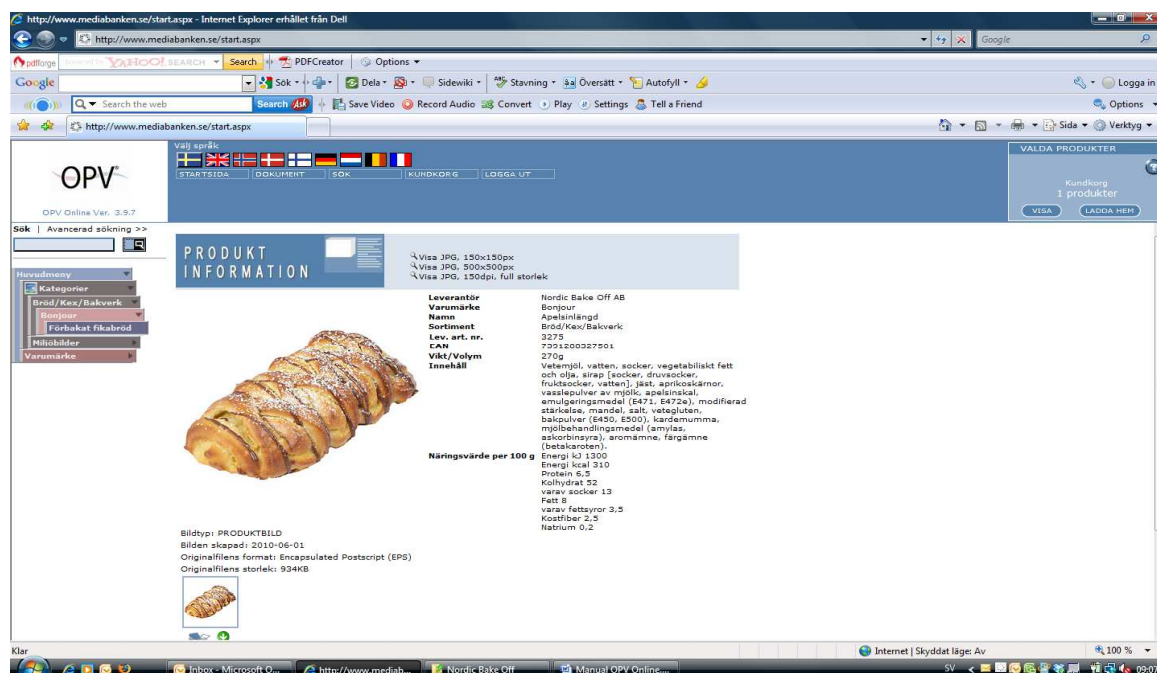 http://www.mediabanken.se/start.aspx - Internet Explorer erhållet från Dell
http://www.mediabanken.se/start.aspx
Google
pdfforge
YAHOO! SEARCH
Search
PDFCreator
Options
Google
Sök
Dela
Sidewiki
Stavning
Översätt
Autofyll
Logga in
Search the web
Search Ask
Save Video
Record Audio
Convert
Play
Settings
Tell a Friend
Options
http://www.mediabanken.se/start.aspx
Sida
Verktyg
OPV
OPV Online Ver. 3.9.7
Välj språk:
STARTSIDA
DOKUMENT
SÖK
KUNDKORG
LOGGA UT
VALDA PRODUKTER
Kundkorg
1 produkter
VISA
LADDA HEM
Sök | Avancerad sökning >>
Huvudmeny
Kategorier
Bröd/Kex/Bakverk
Bonjour
Förbakat fikabröd
Miljöbilder
Varumärke
PRODUKT
INFORMATION
Visa JPG, 150x150px
Visa JPG, 500x500px
Visa JPG, 150dpi, full storlek
Leverantör Nordic Bake Off AB
Varumärke Bonjour
Namn Apelsinlängd
Sortiment Bröd/Kex/Bakverk
Lev. art. nr. 3275
EAN 7391200327501
Vikt/Volym 270g
Innehåll Vetemjöl, vatten, socker, vegetabiliskt fett
och olja, sirap [socker, druvsocker,
fruktsocker, vatten], jäst, aprikoskärnor,
vasslepulver av mjölk, apelsinskal,
emulgeringsmedel (E471, E472e), modifierad
stärkelse, mandel, salt, vetegluten,
bakpulver (E450, E500), kardemumma,
mjölbehandlingsmedel (amylas,
askorbinsyra), aromämne, färgämne
(betakaroten).
Näringsvärde per 100 g Energi kJ 1300
Energi kcal 310
Protein 6,5
Kolhydrat 52
varav socker 13
Fett 8
varav fettsyror 3,5
Kostfiber 2,5
Natrium 0,2
Bildtyp: PRODUKTBILD
Bilden skapad: 2010-06-01
Originalfilens format: Encapsulated Postscript (EPS)
Originalfilens storlek: 934KB
Klar
Internet | Skyddat läge: Av
100 %
Inbox - Microsoft O...
http://www.mediab...
Nordic Bake Off
Manual OPV Online....
SV
09:07